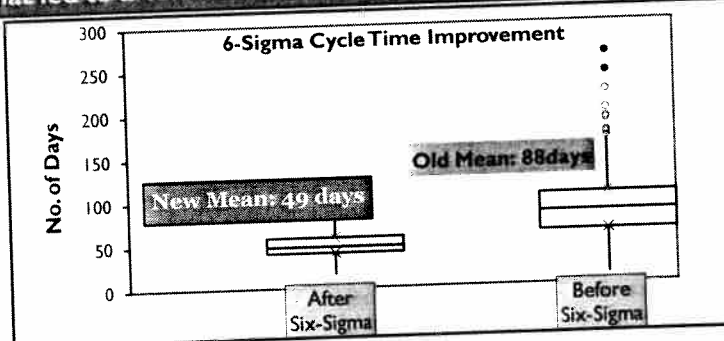 6-Sigma Cycle Time Improvement
No. of Days
300
250
200
150
100
50
0
New Mean: 49 days
Old Mean: 88days
After
Six-Sigma
Before
Six-Sigma